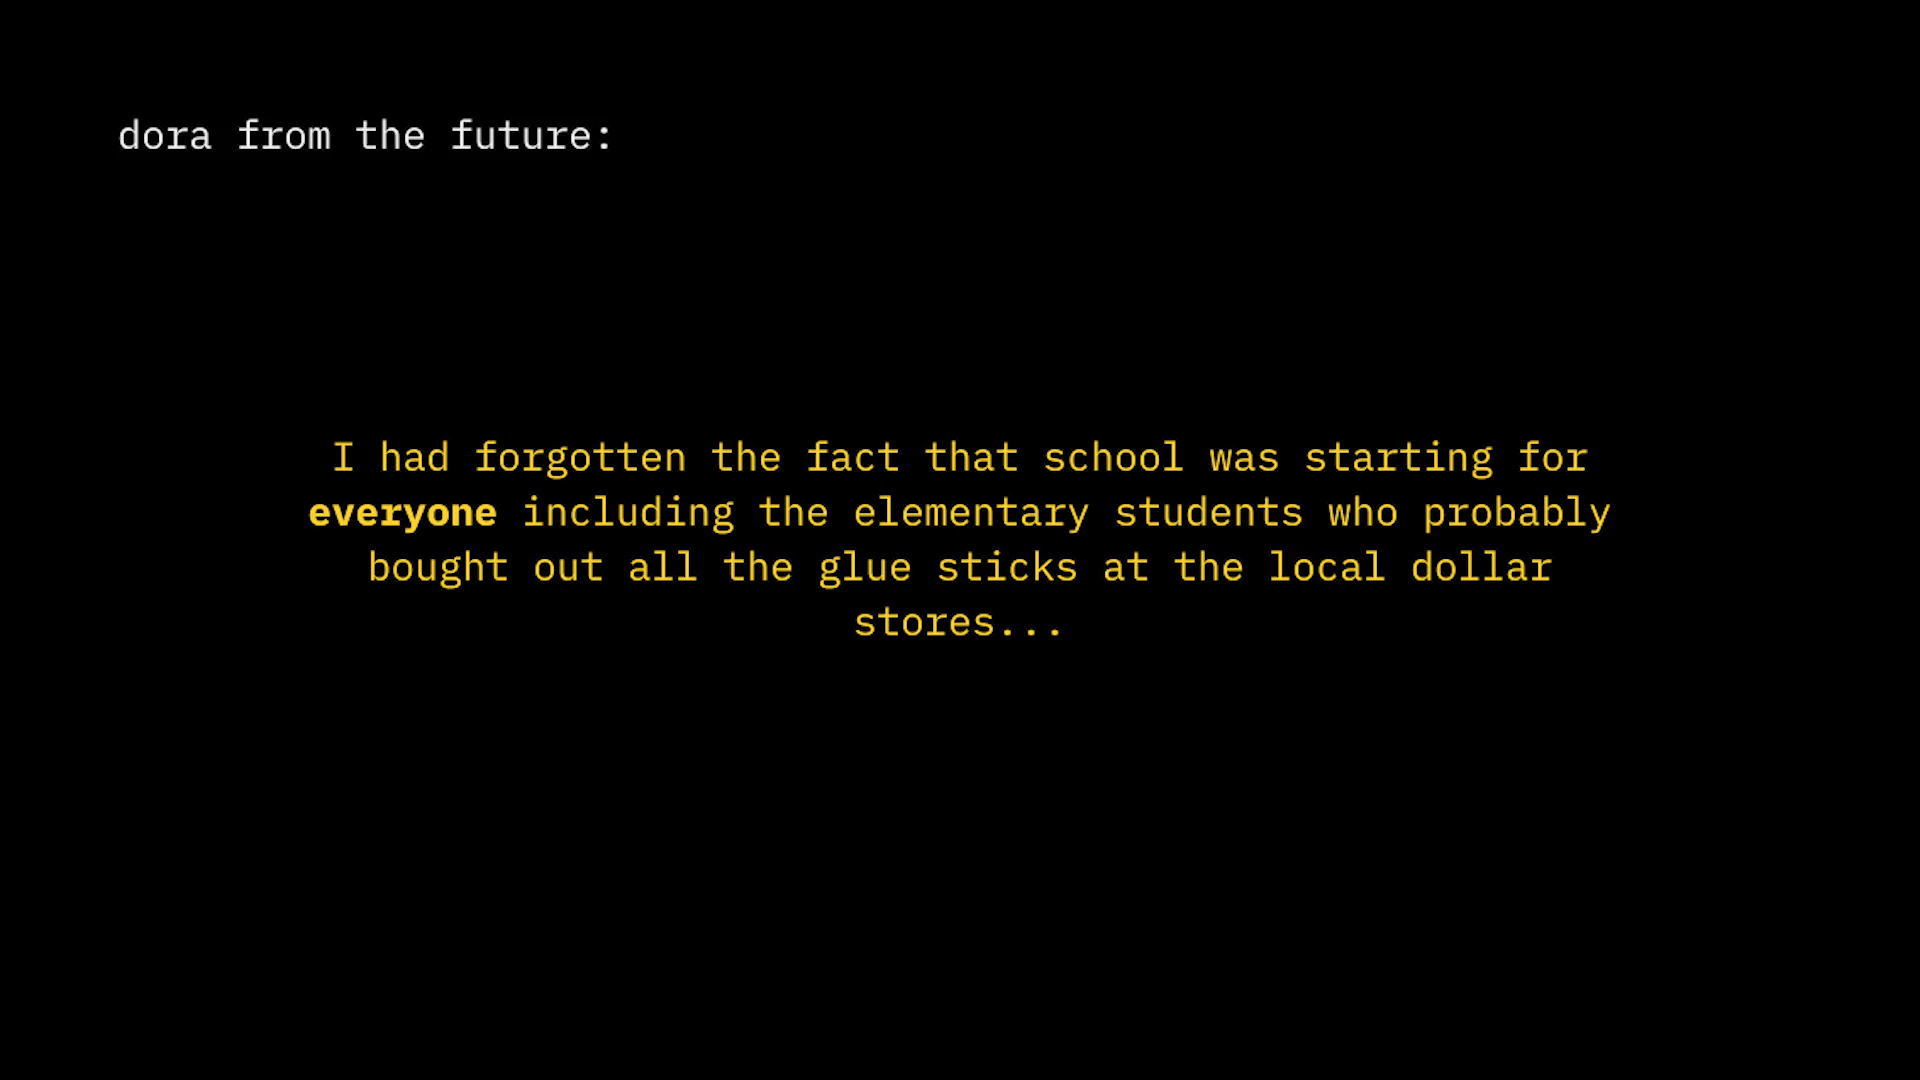 dora from the future:
I had forgotten the fact that school was starting for
everyone including the elementary students who probably
bought out all the glue sticks at the local dollar
stores...